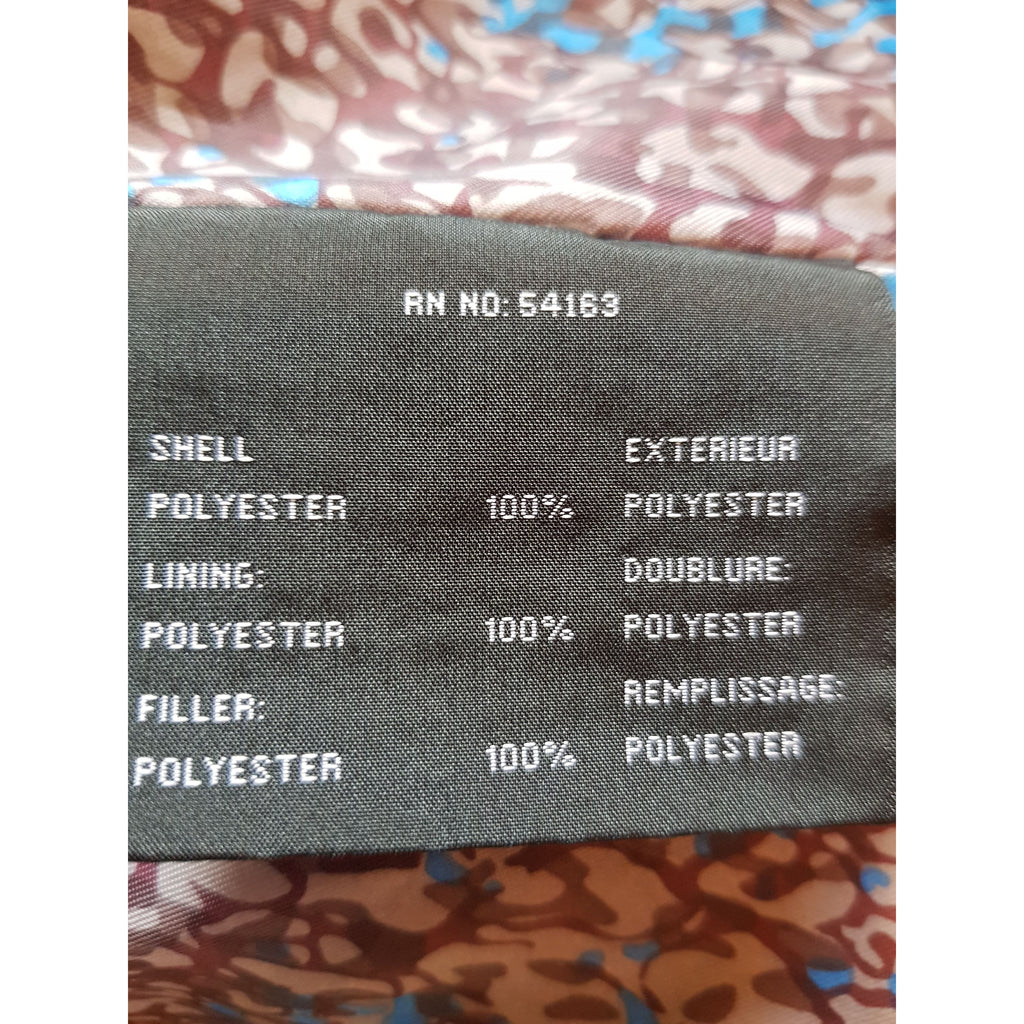 RN NO: 54163
SHELL EXTERIEUR
POLYESTER 100% POLYESTER
LINING: DOUBLURE:
POLYESTER 100% POLYESTER
FILLER: REMPLISSAGE:
POLYESTER 100% POLYESTER